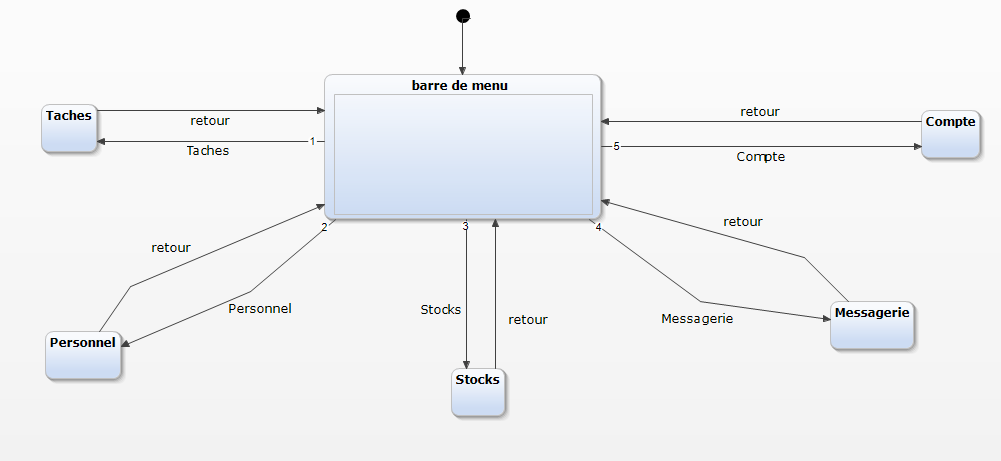 barre de menu
Taches
retour
Taches
1
retour
Compte
5
Compte
2
3
4
retour
Personnel
Personnel
Stocks
retour
Stocks
retour
Messagerie
Messagerie